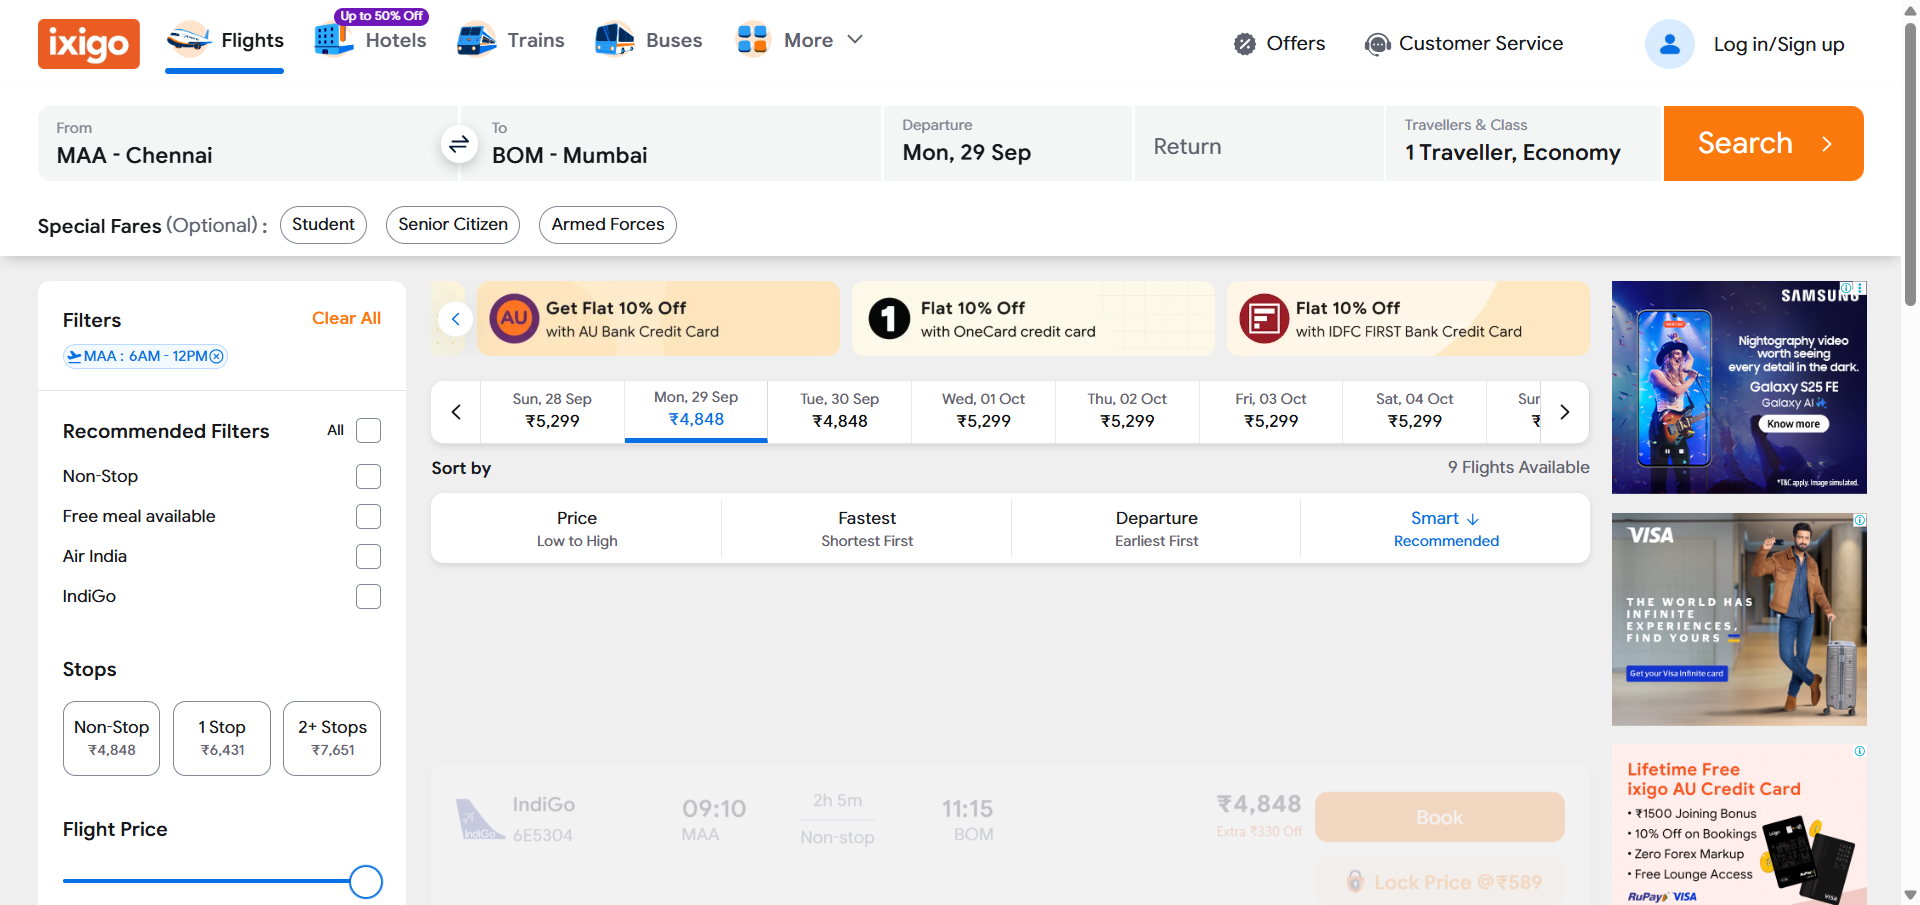 ixigo
Flights
Up to 50% Off
Hotels
Trains
Buses
More
Offers
Customer Service
Log in/Sign up
From
MAA - Chennai
To
BOM - Mumbai
Departure
Mon, 29 Sep
Return
Travellers & Class
1 Traveller, Economy
Search
Special Fares (Optional) :
Student
Senior Citizen
Armed Forces
Filters
Clear All
MAA : 6AM - 12PM
Recommended Filters
All
Non-Stop
Free meal available
Air India
IndiGo
Stops
Non-Stop
₹4,848
1 Stop
₹6,431
2+ Stops
₹7,651
Flight Price
AU
Get Flat 10% Off
with AU Bank Credit Card
1
Flat 10% Off
with OneCard credit card
Flat 10% Off
with IDFC FIRST Bank Credit Card
Sun, 28 Sep
₹5,299
Mon, 29 Sep
₹4,848
Tue, 30 Sep
₹4,848
Wed, 01 Oct
₹5,299
Thu, 02 Oct
₹5,299
Fri, 03 Oct
₹5,299
Sat, 04 Oct
₹5,299
Sun
₹
Sort by
9 Flights Available
Price
Low to High
Fastest
Shortest First
Departure
Earliest First
Smart
Recommended
IndiGo
IndiGo
6E5304
09:10
MAA
2h 5m
Non-stop
11:15
BOM
₹4,848
Extra ₹330 Off
Book
Lock Price @ ₹589
SAMSUNG
Nightography video
worth seeing
every detail in the dark.
Galaxy S25 FE
Galaxy AI
Know more
*T&C apply. Image simulated.
VISA
THE WORLD HAS
INFINITE
EXPERIENCES,
FIND YOURS
Get your Visa Infinite card
Lifetime Free
ixigo AU Credit Card
• ₹1500 Joining Bonus
• 10% Off on Bookings
• Zero Forex Markup
• Free Lounge Access
RuPay VISA